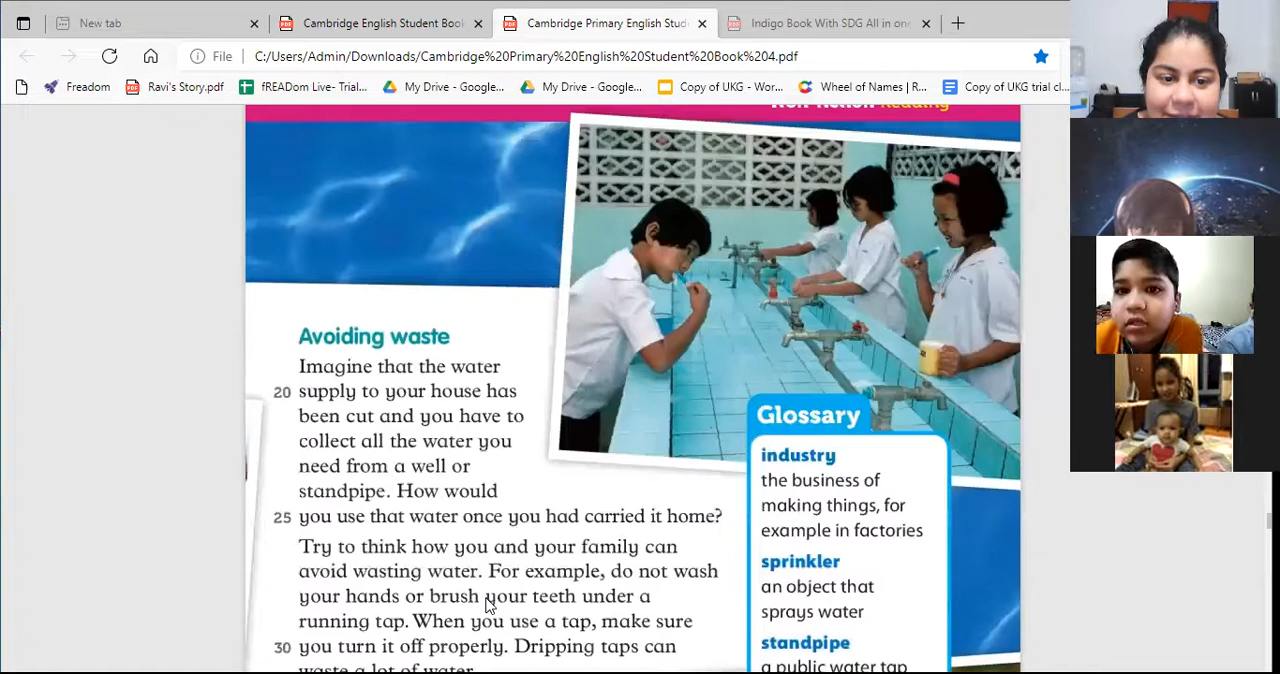 New tab
Cambridge English Student Boo
Cambridge Primary English Stud
Indigo Book With SDG All in one
File
C:/Users/Admin/Downloads/Cambridge%20Primary%20English%20Student%20Book%204.pdf
Freadom
Ravi's Story.pdf
fREADom Live- Trial...
My Drive - Google...
My Drive - Google...
Copy of UKG - Wor...
Wheel of Names | R...
Copy of UKG trial cl...
Non-fiction Reading
Avoiding waste
Imagine that the water
20 supply to your house has
been cut and you have to
collect all the water you
need from a well or
standpipe. How would
25 you use that water once you had carried it home?
Try to think how you and your family can
avoid wasting water. For example, do not wash
your hands or brush your teeth under a
running tap. When you use a tap, make sure
30 you turn it off properly. Dripping taps can
waste a lot of water.
Glossary
industry
the business of
making things, for
example in factories
sprinkler
an object that
sprays water
standpipe
a public water tap